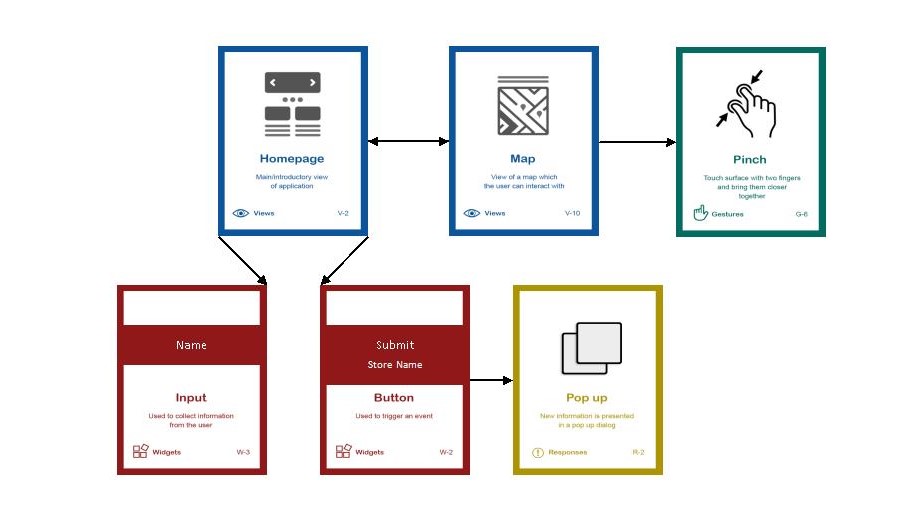 Homepage
Main/Introductory view
of application
Views V-2
Map
View of a map which
the user can interact with
Views V-10
Pinch
Touch surface with two fingers
and bring them closer
together
Gestures G-6
Name
Input
Used to collect information
from the user
Widgets W-3
Submit
Store Name
Button
Used to trigger an event
Widgets W-2
Pop up
New information is presented
in a pop up dialog
Responses R-2